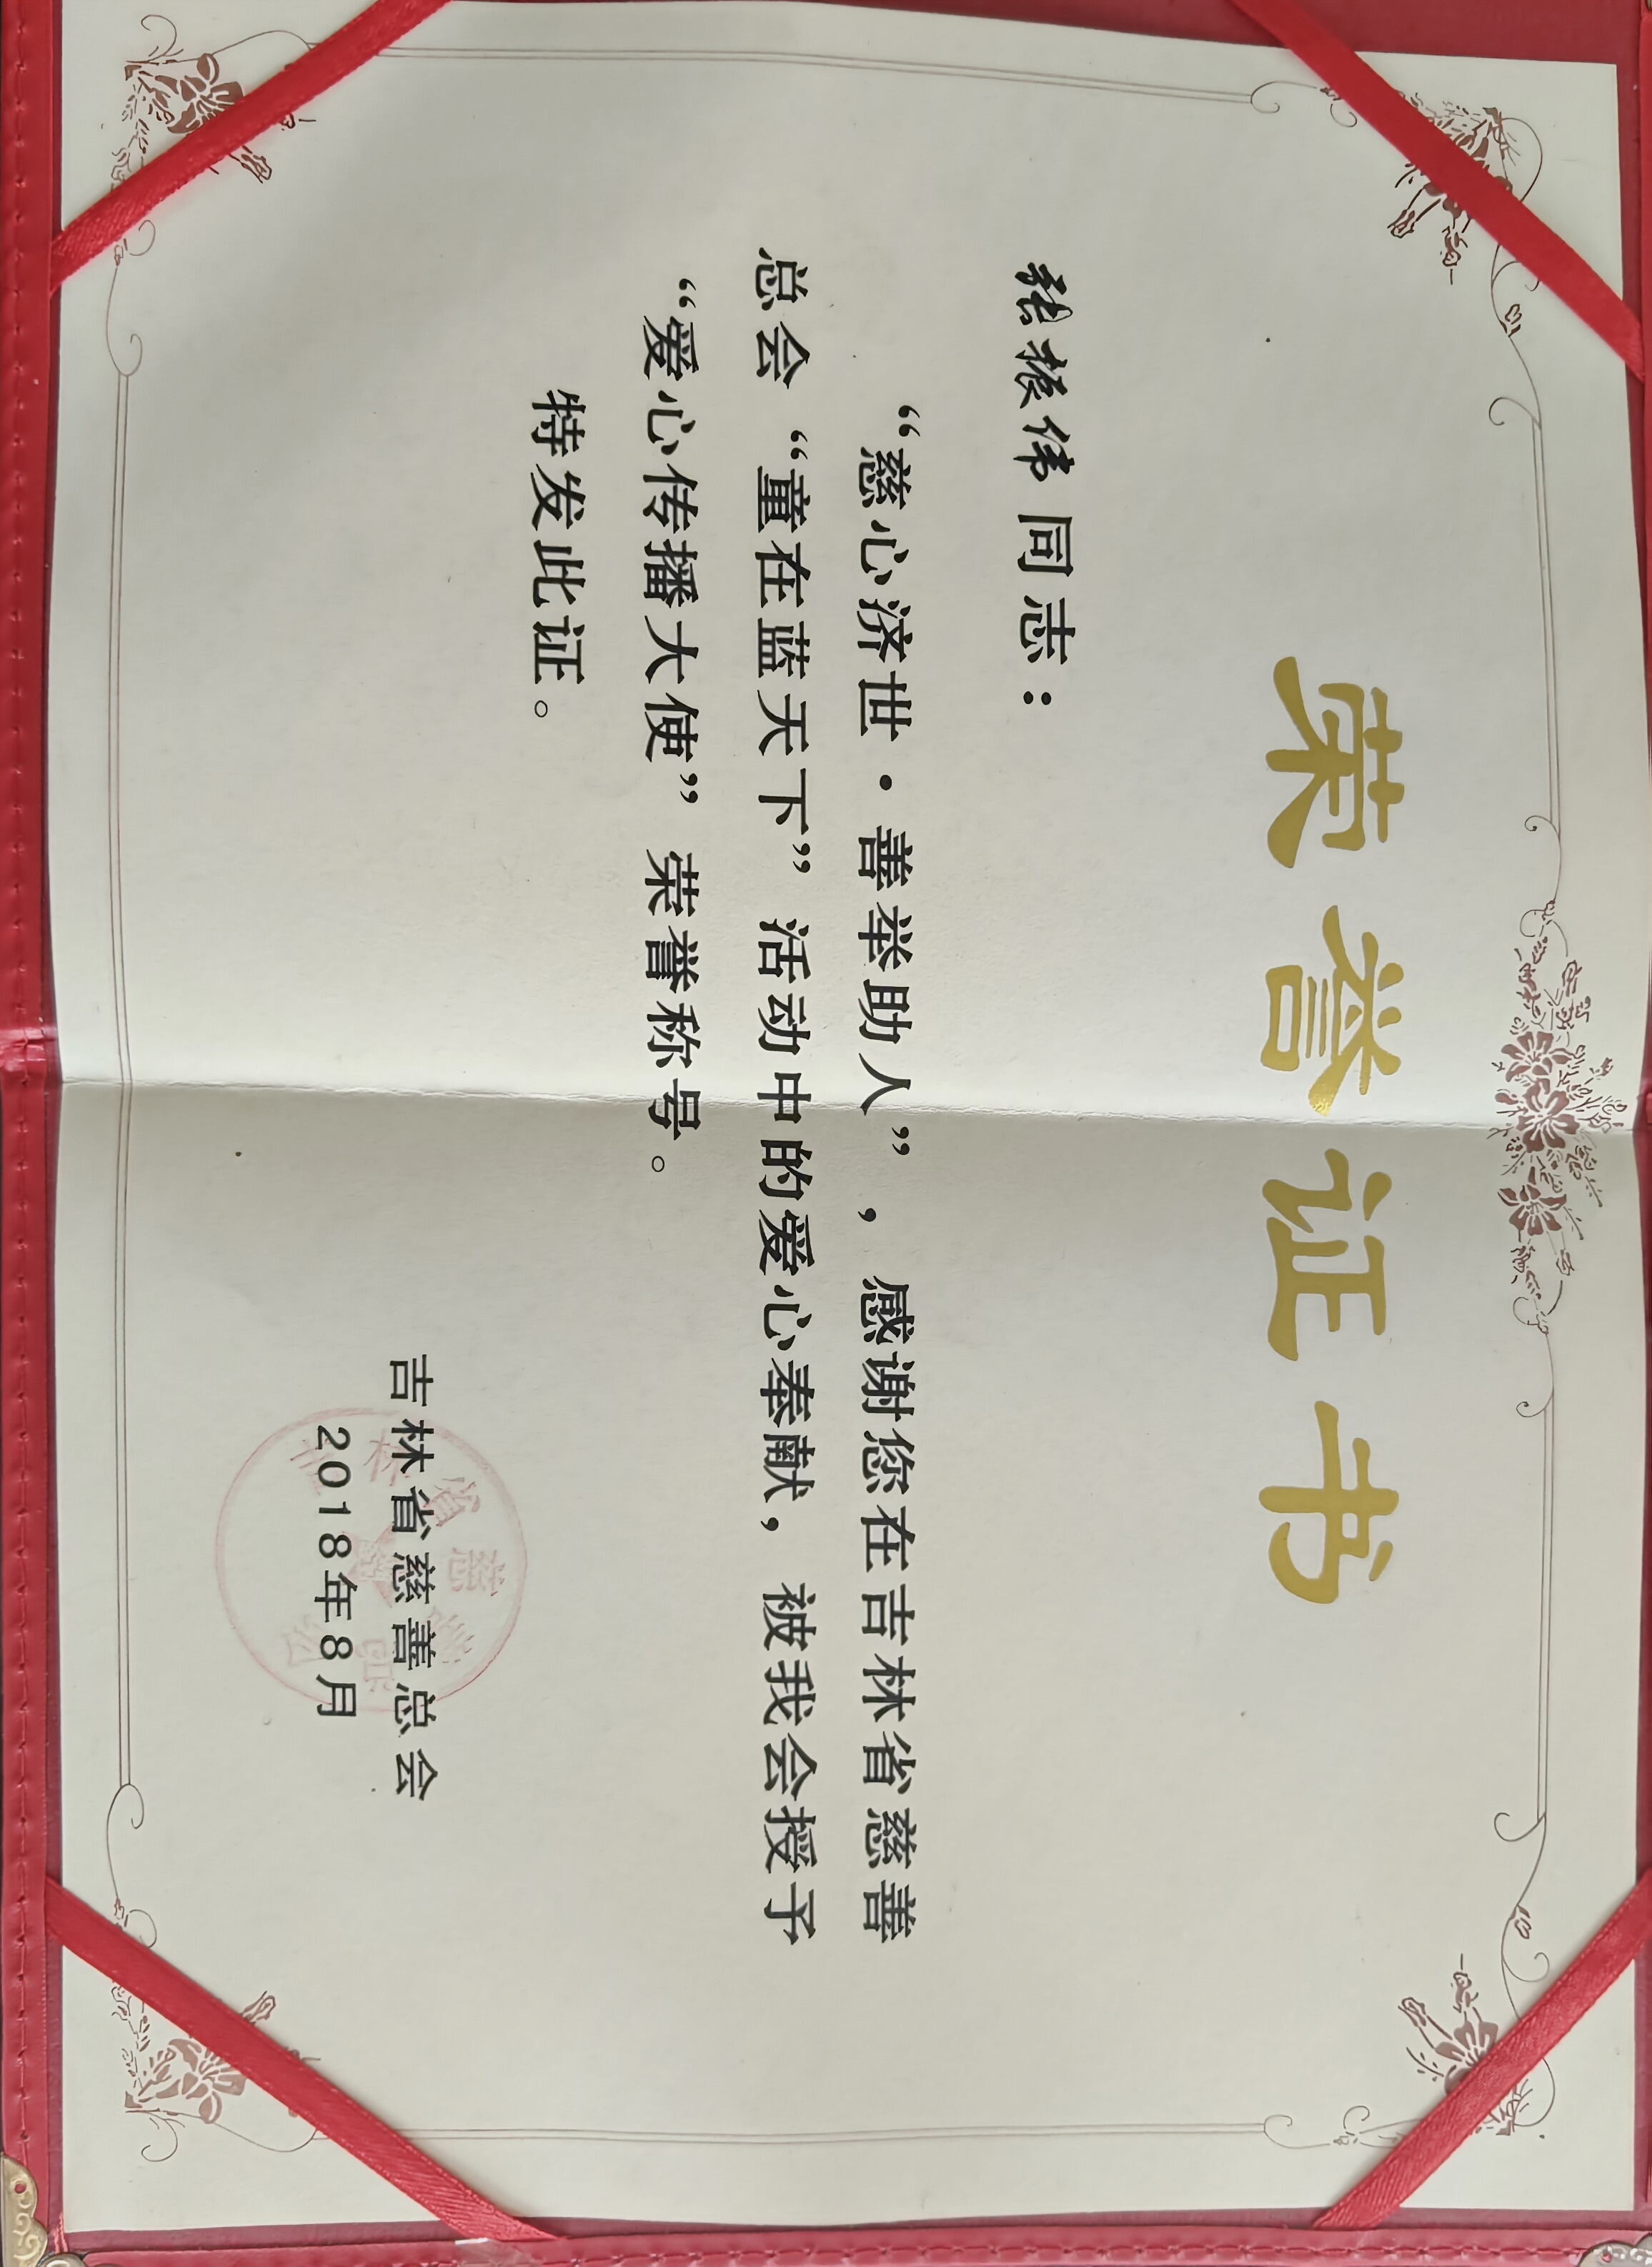 荣誉证书
张振伟同志：
“慈心济世·善举助人”，感谢您在吉林省慈善
总会“童在蓝天下”活动中的爱心奉献，被我会授予
“爱心传播大使”荣誉称号。
特发此证。
吉林省慈善总会
2018年8月